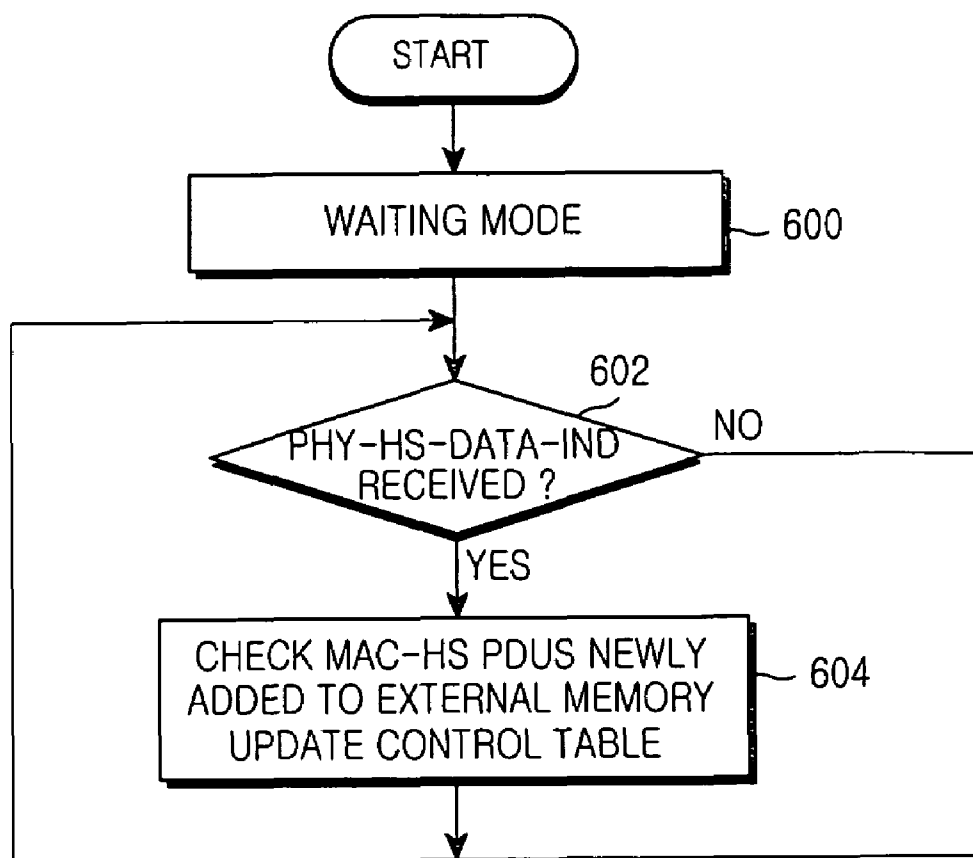 START
WAITING MODE
600
602
PHY-HS-DATA-IND
RECEIVED ?
NO
YES
CHECK MAC-HS PDUS NEWLY
ADDED TO EXTERNAL MEMORY
UPDATE CONTROL TABLE
604